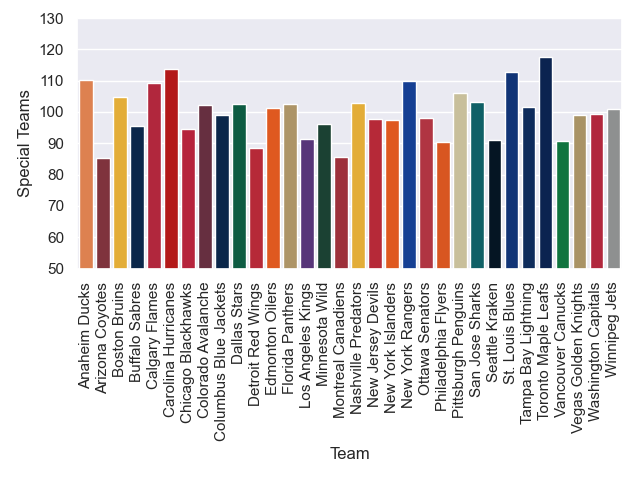 130
120
110
100
90
80
70
60
50
Special Teams
Anaheim Ducks
Arizona Coyotes
Boston Bruins
Buffalo Sabres
Calgary Flames
Carolina Hurricanes
Chicago Blackhawks
Colorado Avalanche
Columbus Blue Jackets
Dallas Stars
Detroit Red Wings
Edmonton Oilers
Florida Panthers
Los Angeles Kings
Minnesota Wild
Montreal Canadiens
Nashville Predators
New Jersey Devils
New York Islanders
New York Rangers
Ottawa Senators
Philadelphia Flyers
Pittsburgh Penguins
San Jose Sharks
Seattle Kraken
St. Louis Blues
Tampa Bay Lightning
Toronto Maple Leafs
Vancouver Canucks
Vegas Golden Knights
Washington Capitals
Winnipeg Jets
Team